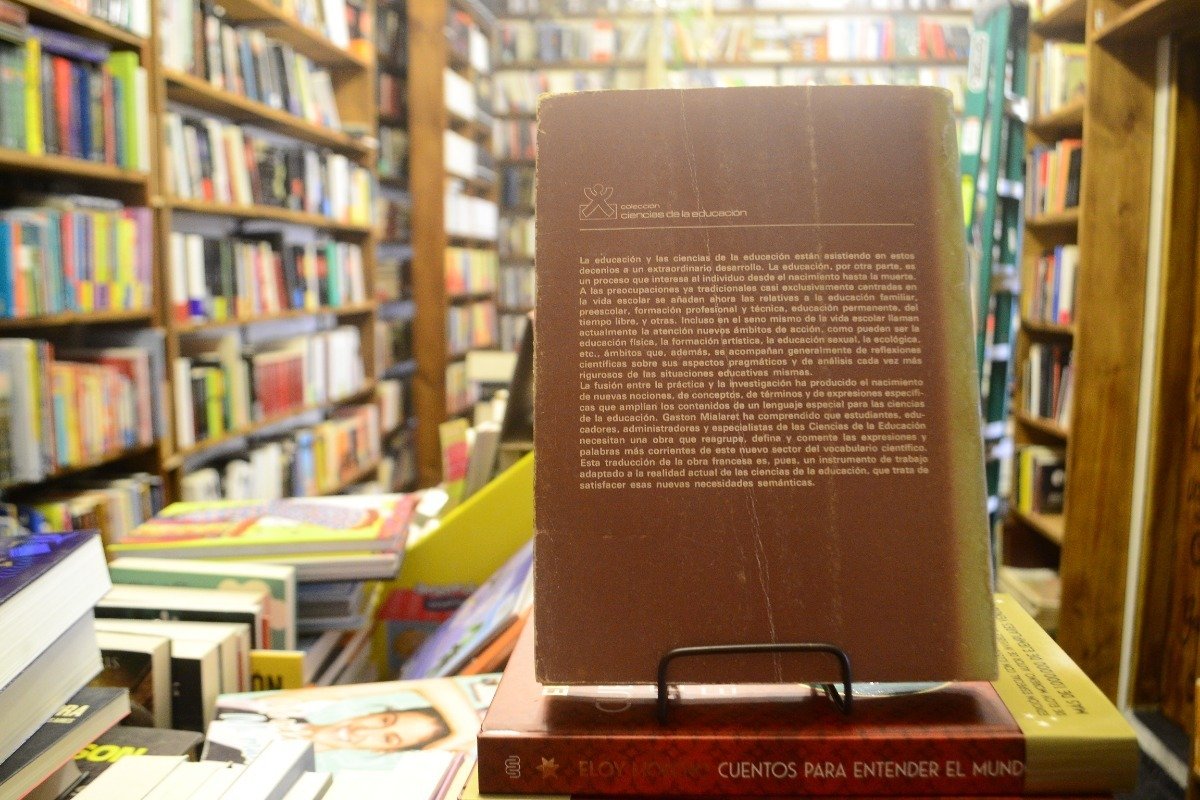 colección
ciencias de la educación
La educación y las ciencias de la educación están asistiendo en estos
decenios a un extraordinario desarrollo. La educación, por otra parte, es
un proceso que interesa al individuo desde el nacimiento hasta la muerte.
A las preocupaciones ya tradicionales casi exclusivamente centradas en
la vida escolar se añaden ahora las relativas a la educación familiar,
preescolar, formación profesional y técnica, educación permanente, del
tiempo libre, y otras. Incluso en el seno mismo de la vida escolar llaman
actualmente la atención nuevos ámbitos de acción, como pueden ser la
educación física, la formación artística, la educación sexual, la ecológica,
etc., ámbitos que, además, se acompañan generalmente de reflexiones
científicas sobre sus aspectos pragmáticos y de análisis cada vez más
rigurosos de las situaciones educativas mismas.
La fusión entre la práctica y la investigación ha producido el nacimiento
de nuevas nociones, de conceptos, de términos y de expresiones específi-
cas que amplían los contenidos de un lenguaje especial para las ciencias
de la educación. Gaston Mialaret ha comprendido que estudiantes, edu-
cadores, administradores y especialistas de las Ciencias de la Educación
necesitan una obra que reagrupe, defina y comente las expresiones y
palabras más corrientes de este nuevo sector del vocabulario científico.
Esta traducción de la obra francesa es, pues, un instrumento de trabajo
adaptado a la realidad actual de las ciencias de la educación, que trata de
satisfacer esas nuevas necesidades semánticas.
ELOY CUENTOS PARA ENTENDER EL MUND